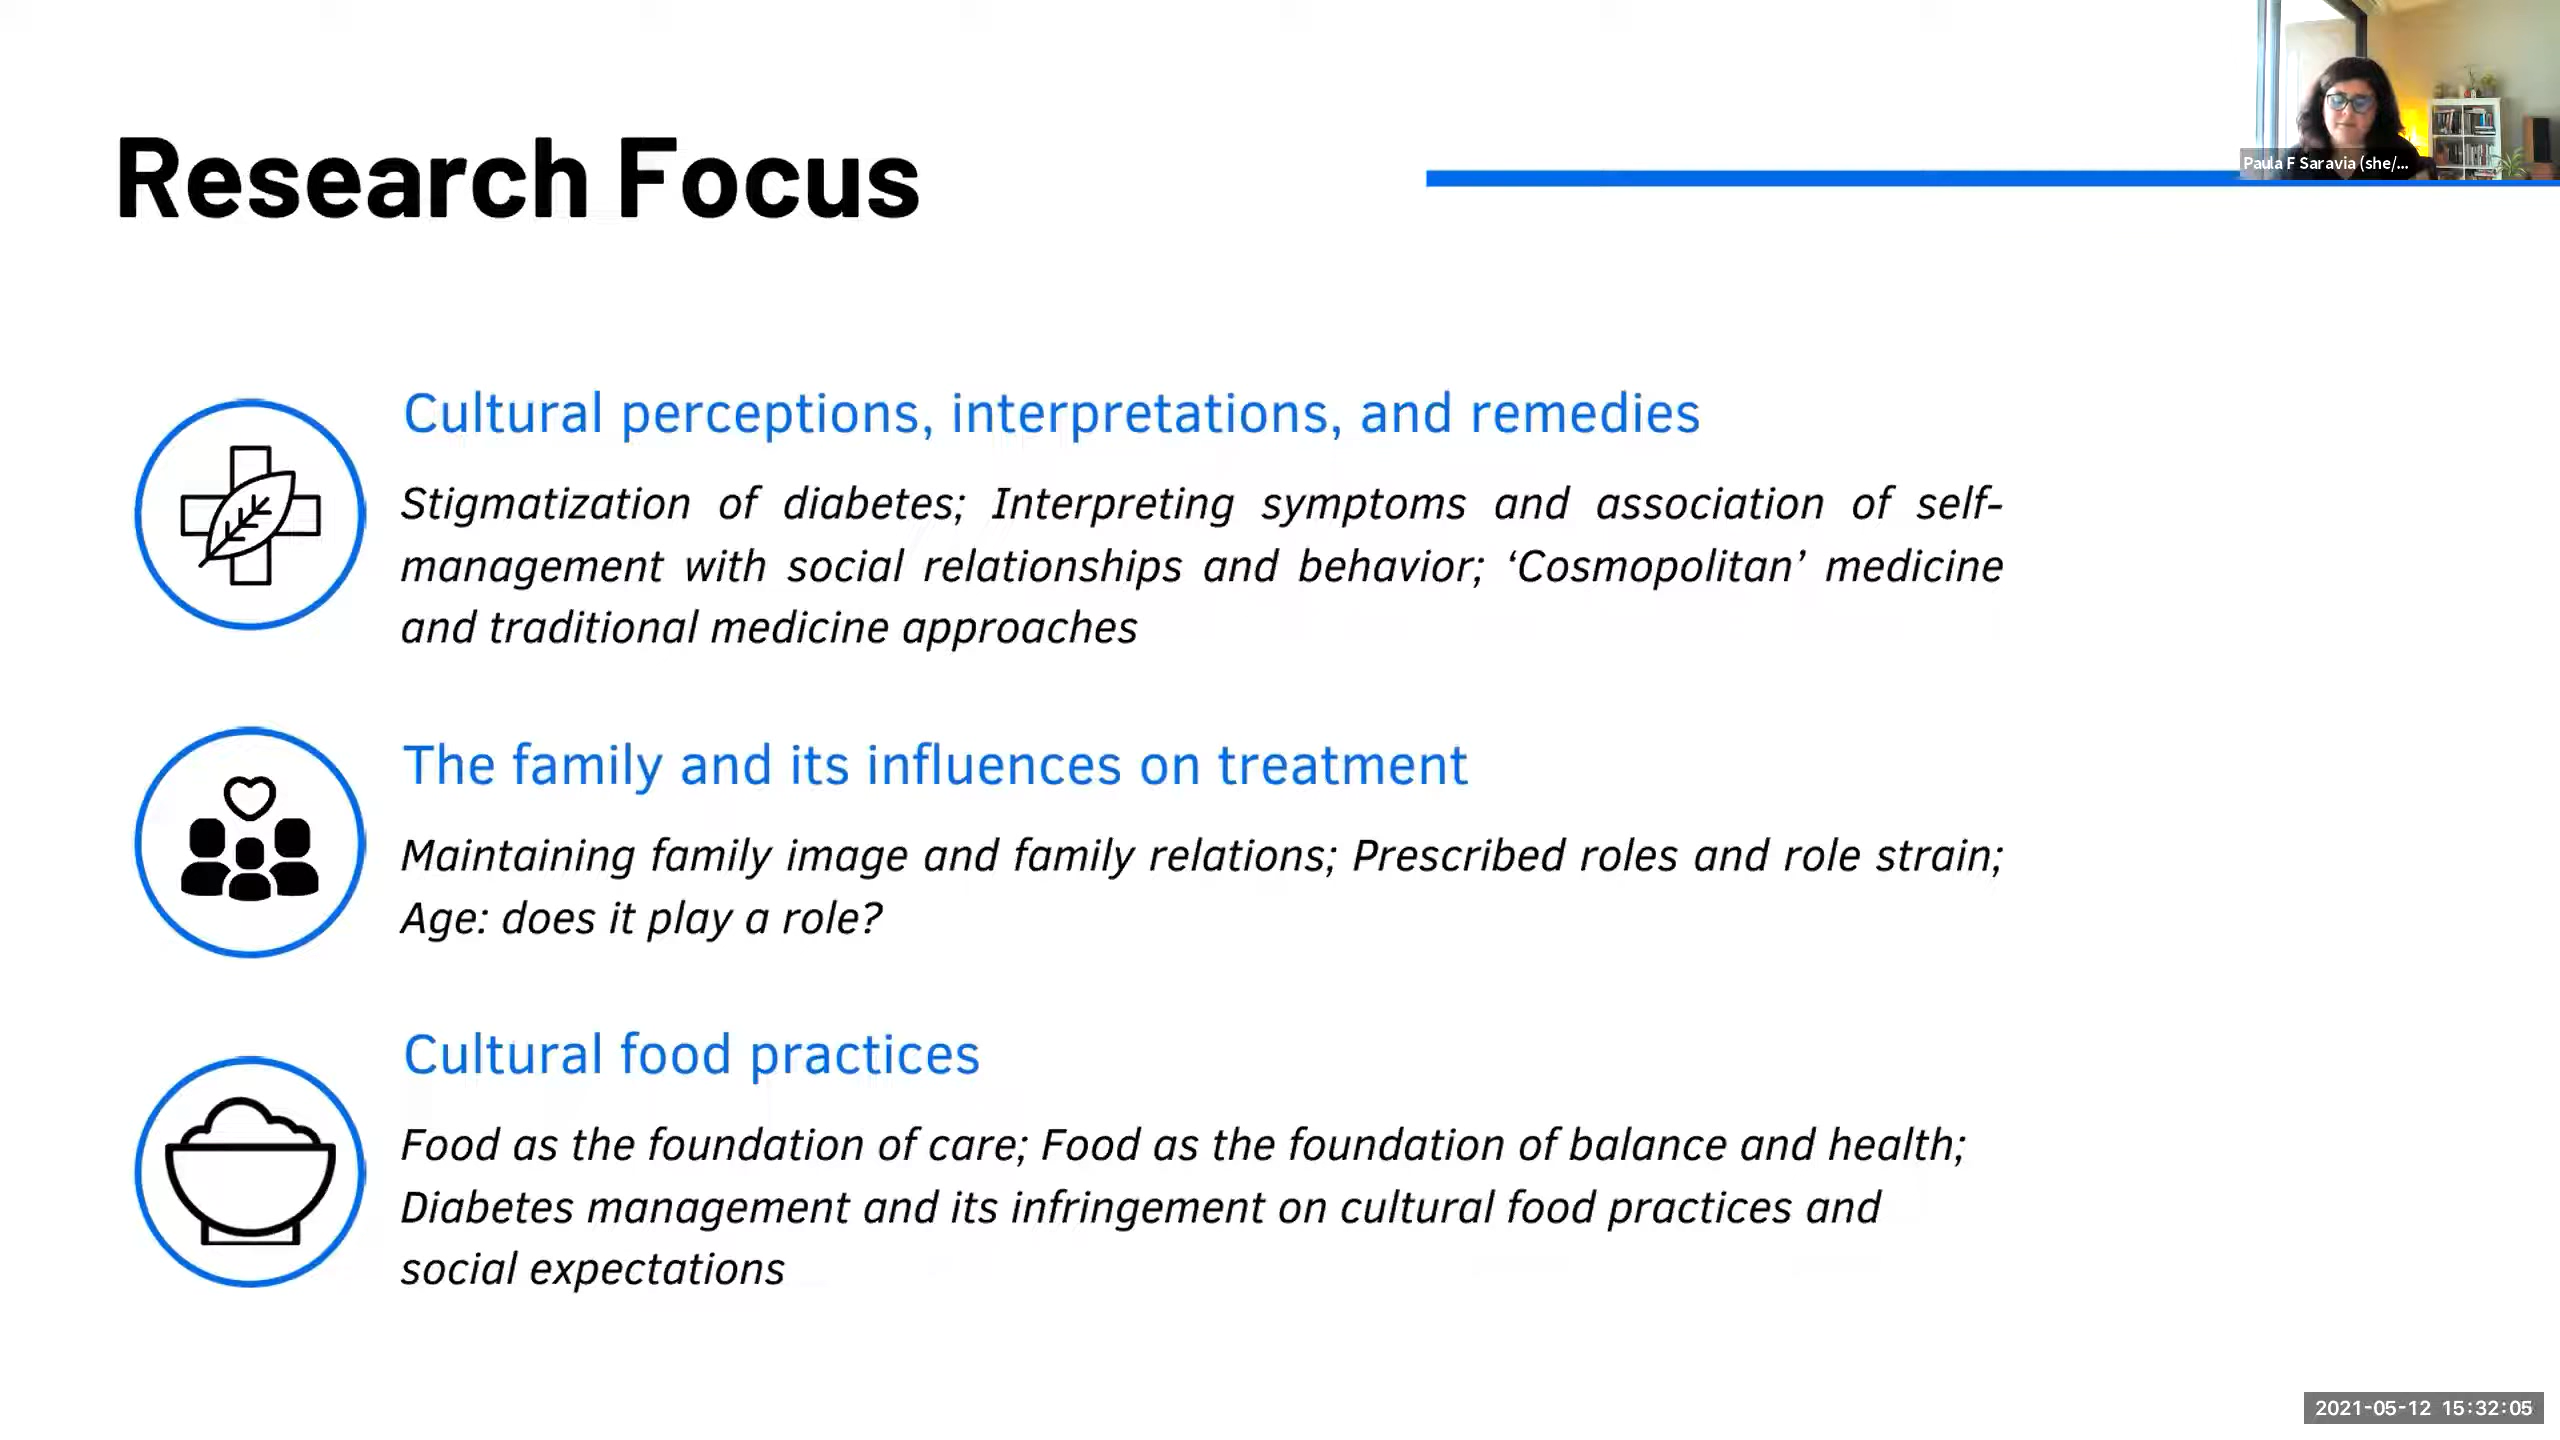 Research Focus
Paula F Saravia (she/...
Cultural perceptions, interpretations, and remedies
Stigmatization of diabetes; Interpreting symptoms and association of self-
management with social relationships and behavior; ‘Cosmopolitan’ medicine
and traditional medicine approaches
The family and its influences on treatment
Maintaining family image and family relations; Prescribed roles and role strain;
Age: does it play a role?
Cultural food practices
Food as the foundation of care; Food as the foundation of balance and health;
Diabetes management and its infringement on cultural food practices and
social expectations
2021-05-12 15:32:05